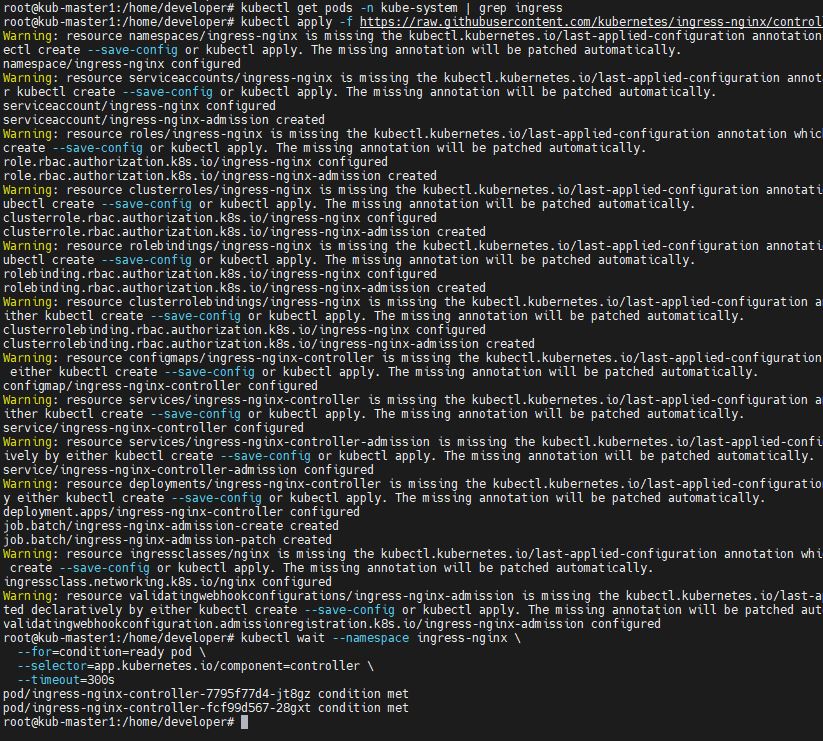 root@kub-master1:/home/developer# kubectl get pods -n kube-system | grep ingress
root@kub-master1:/home/developer# kubectl apply -f https://raw.githubusercontent.com/kubernetes/ingress-nginx/control
Warning: resource namespaces/ingress-nginx is missing the kubectl.kubernetes.io/last-applied-configuration annotation
ectl create --save-config or kubectl apply. The missing annotation will be patched automatically.
namespace/ingress-nginx configured
Warning: resource serviceaccounts/ingress-nginx is missing the kubectl.kubernetes.io/last-applied-configuration annot
r kubectl create --save-config or kubectl apply. The missing annotation will be patched automatically.
serviceaccount/ingress-nginx configured
serviceaccount/ingress-nginx-admission created
Warning: resource roles/ingress-nginx is missing the kubectl.kubernetes.io/last-applied-configuration annotation whic
create --save-config or kubectl apply. The missing annotation will be patched automatically.
role.rbac.authorization.k8s.io/ingress-nginx configured
role.rbac.authorization.k8s.io/ingress-nginx-admission created
Warning: resource clusterroles/ingress-nginx is missing the kubectl.kubernetes.io/last-applied-configuration annotati
ubectl create --save-config or kubectl apply. The missing annotation will be patched automatically.
clusterrole.rbac.authorization.k8s.io/ingress-nginx configured
clusterrole.rbac.authorization.k8s.io/ingress-nginx-admission created
Warning: resource rolebindings/ingress-nginx is missing the kubectl.kubernetes.io/last-applied-configuration annotati
ubectl create --save-config or kubectl apply. The missing annotation will be patched automatically.
rolebinding.rbac.authorization.k8s.io/ingress-nginx configured
rolebinding.rbac.authorization.k8s.io/ingress-nginx-admission created
Warning: resource clusterrolebindings/ingress-nginx is missing the kubectl.kubernetes.io/last-applied-configuration a
ither kubectl create --save-config or kubectl apply. The missing annotation will be patched automatically.
clusterrolebinding.rbac.authorization.k8s.io/ingress-nginx configured
clusterrolebinding.rbac.authorization.k8s.io/ingress-nginx-admission created
Warning: resource configmaps/ingress-nginx-controller is missing the kubectl.kubernetes.io/last-applied-configuration
 either kubectl create --save-config or kubectl apply. The missing annotation will be patched automatically.
configmap/ingress-nginx-controller configured
Warning: resource services/ingress-nginx-controller is missing the kubectl.kubernetes.io/last-applied-configuration a
ither kubectl create --save-config or kubectl apply. The missing annotation will be patched automatically.
service/ingress-nginx-controller configured
Warning: resource services/ingress-nginx-controller-admission is missing the kubectl.kubernetes.io/last-applied-confi
ively by either kubectl create --save-config or kubectl apply. The missing annotation will be patched automatically.
service/ingress-nginx-controller-admission configured
Warning: resource deployments/ingress-nginx-controller is missing the kubectl.kubernetes.io/last-applied-configuratio
y either kubectl create --save-config or kubectl apply. The missing annotation will be patched automatically.
deployment.apps/ingress-nginx-controller configured
job.batch/ingress-nginx-admission-create created
job.batch/ingress-nginx-admission-patch created
Warning: resource ingressclasses/nginx is missing the kubectl.kubernetes.io/last-applied-configuration annotation whi
 create --save-config or kubectl apply. The missing annotation will be patched automatically.
ingressclass.networking.k8s.io/nginx configured
Warning: resource validatingwebhookconfigurations/ingress-nginx-admission is missing the kubectl.kubernetes.io/last-a
ted declaratively by either kubectl create --save-config or kubectl apply. The missing annotation will be patched aut
validatingwebhookconfiguration.admissionregistration.k8s.io/ingress-nginx-admission configured
root@kub-master1:/home/developer# kubectl wait --namespace ingress-nginx \
  --for=condition=ready pod \
  --selector=app.kubernetes.io/component=controller \
  --timeout=300s
pod/ingress-nginx-controller-7795f77d4-jt8gz condition met
pod/ingress-nginx-controller-fcf99d567-28gxt condition met
root@kub-master1:/home/developer#